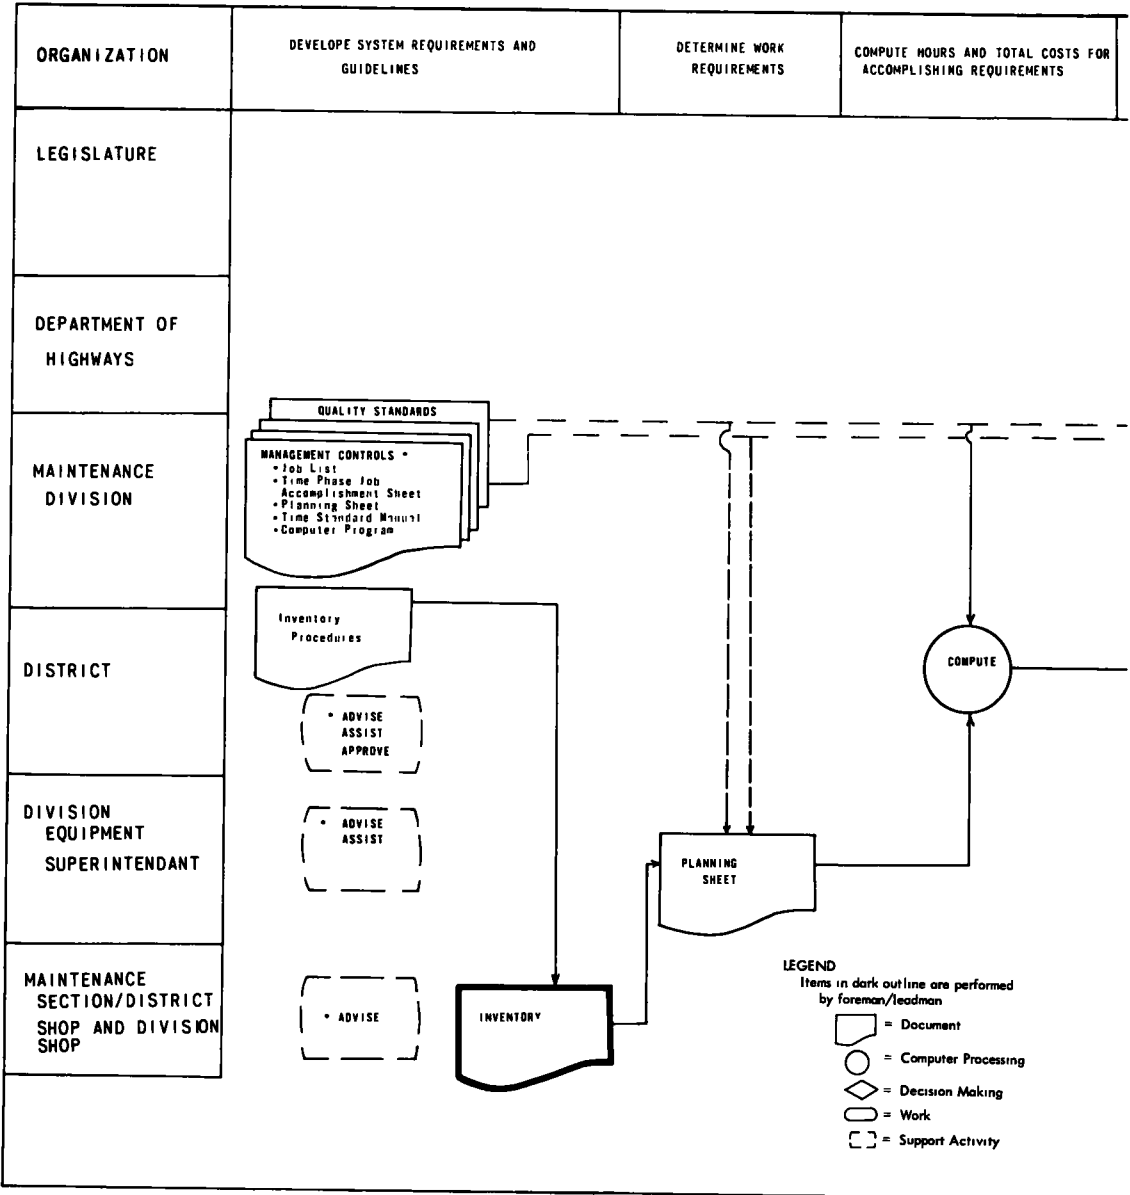 ORGANIZATION
DEVELOPE SYSTEM REQUIREMENTS AND
GUIDELINES
DETERMINE WORK
REQUIREMENTS
COMPUTE HOURS AND TOTAL COSTS FOR
ACCOMPLISHING REQUIREMENTS
LEGISLATURE
DEPARTMENT OF
HIGHWAYS
MAINTENANCE
DIVISION
QUALITY STANDARDS
MANAGEMENT CONTROLS •
• Job List
• Time Phase Job
Accomplishment Sheet
• Planning Sheet
• Time Standard Manual
• Computer Program
DISTRICT
Inventory
Procedures
• ADVISE
ASSIST
APPROVE
COMPUTE
DIVISION
EQUIPMENT
SUPERINTENDANT
• ADVISE
ASSIST
PLANNING
SHEET
MAINTENANCE
SECTION/DISTRICT
SHOP AND DIVISION
SHOP
• ADVISE
INVENTORY
LEGEND
Items in dark outline are performed
by foreman/leadman
= Document
= Computer Processing
= Decision Making
= Work
= Support Activity